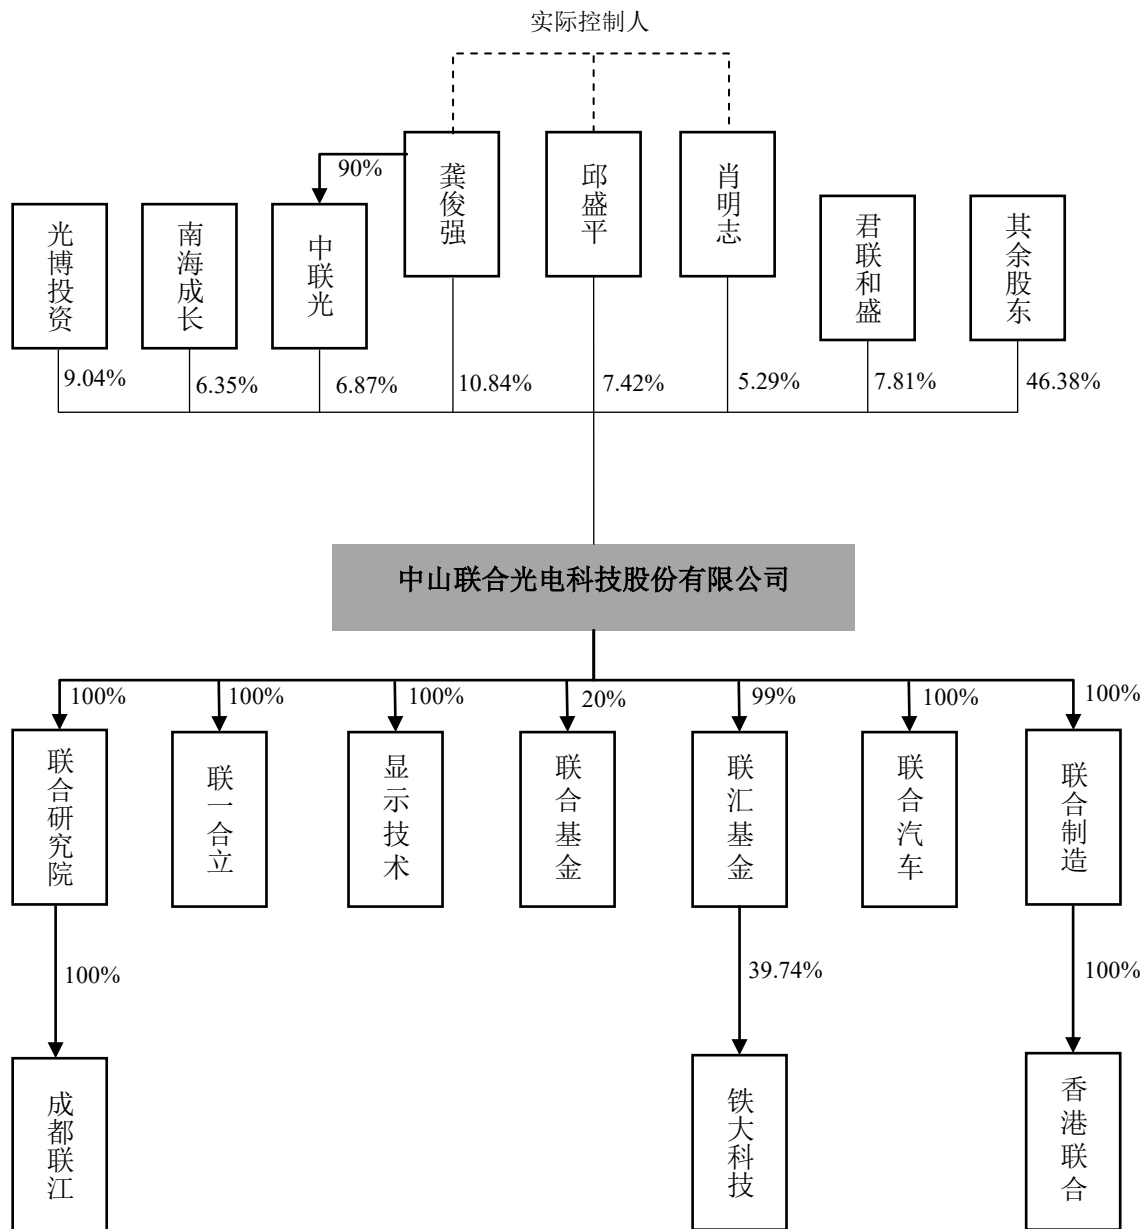 实际控制人
龚俊强
邱盛平
肖明志
90%
光博投资
南海成长
中联光
君联和盛
其余股东
9.04%
6.35%
6.87%
10.84%
7.42%
5.29%
7.81%
46.38%
中山联合光电科技股份有限公司
100%
100%
100%
20%
99%
100%
100%
联合研究院
联一合立
显示技术
联合基金
联汇基金
联合汽车
联合制造
100%
39.74%
100%
成都联江
铁大科技
香港联合